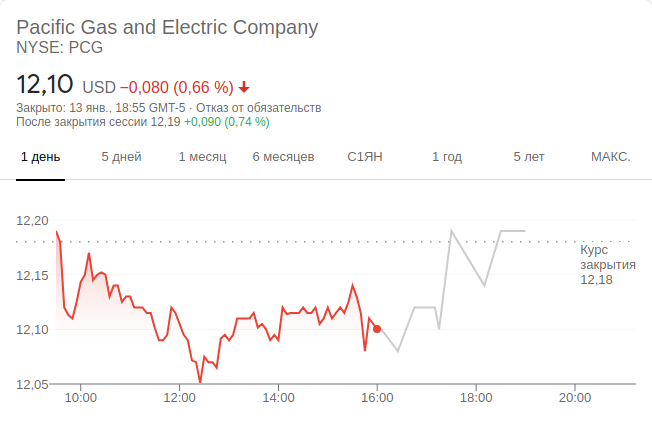 Pacific Gas and Electric Company
NYSE: PCG
12,10 USD −0,080 (0,66 %)
Закрыто: 13 янв., 18:55 GMT-5 · Отказ от обязательств
После закрытия сессии 12,19 +0,090 (0,74 %)
1 день 5 дней 1 месяц 6 месяцев С1ЯН 1 год 5 лет МАКС.
12,20
Курс
закрытия
12,18
12,15
12,10
12,05
10:00 12:00 14:00 16:00 18:00 20:00